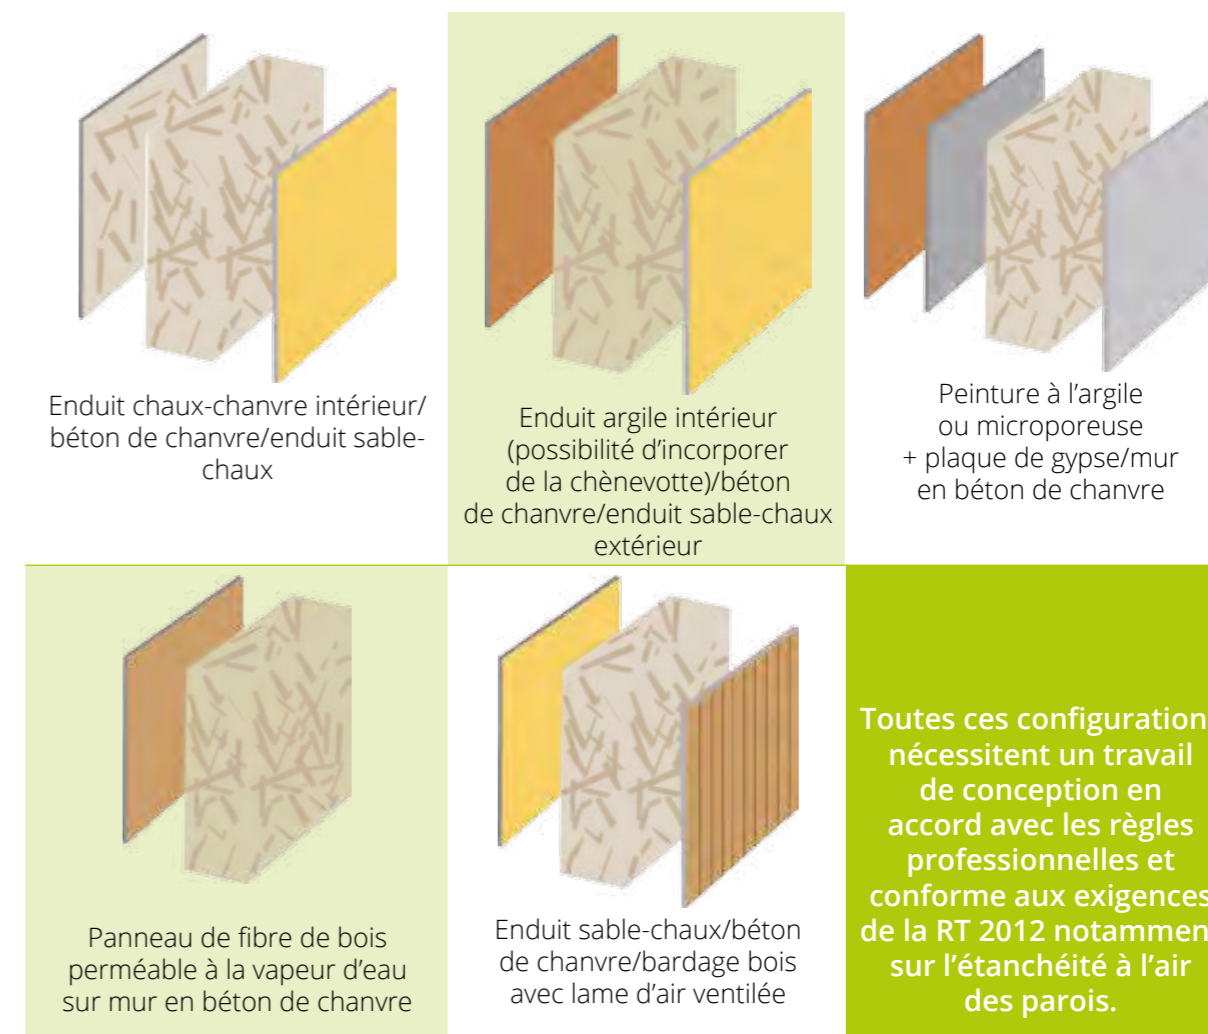 Enduit chaux-chanvre intérieur/
béton de chanvre/enduit sable-
chaux
Enduit argile intérieur
(possibilité d’incorporer
de la chènevotte)/béton
de chanvre/enduit sable-chaux
extérieur
Peinture à l’argile
ou microporeuse
+ plaque de gypse/mur
en béton de chanvre
Panneau de fibre de bois
perméable à la vapeur d’eau
sur mur en béton de chanvre
Enduit sable-chaux/béton
de chanvre/bardage bois
avec lame d’air ventilée
Toutes ces configuration
nécessitent un travail
de conception en
accord avec les règles
professionnelles et
conforme aux exigences
de la RT 2012 notammen
sur l’étanchéité à l’air
des parois.